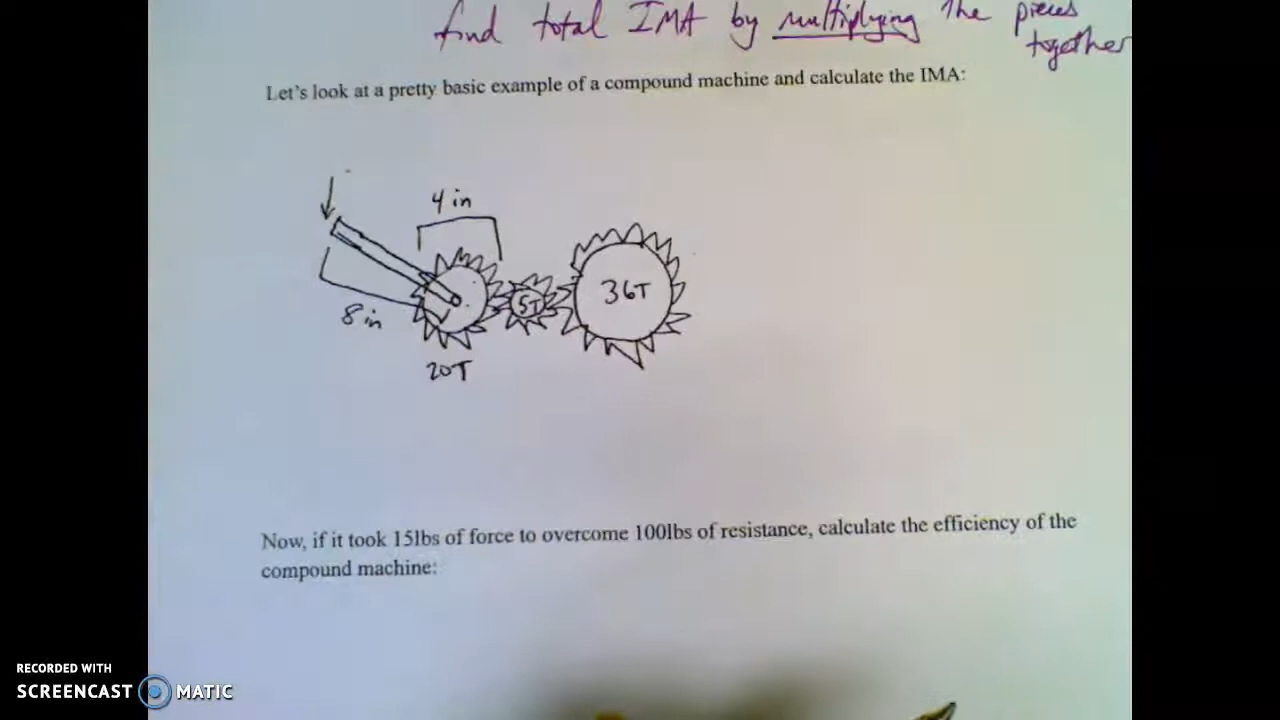 find total IMA by multiplying the pieces
together
Let's look at a pretty basic example of a compound machine and calculate the IMA:
4 in
8 in
5T
36T
20T
Now, if it took 15lbs of force to overcome 100lbs of resistance, calculate the efficiency of the
compound machine:
RECORDED WITH
SCREENCAST MATIC